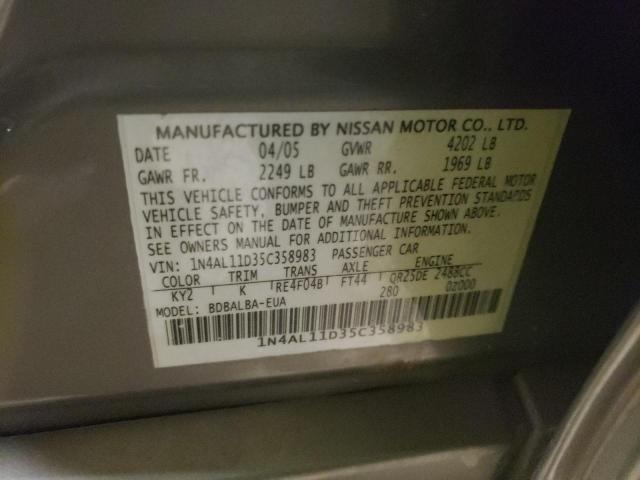 MANUFACTURED BY NISSAN MOTOR CO., LTD.
DATE 04/05 GVWR 4202 LB
GAWR FR. 2249 LB GAWR RR. 1969 LB
THIS VEHICLE CONFORMS TO ALL APPLICABLE FEDERAL MOTOR
VEHICLE SAFETY, BUMPER AND THEFT PREVENTION STANDARDS
IN EFFECT ON THE DATE OF MANUFACTURE SHOWN ABOVE.
SEE OWNERS MANUAL FOR ADDITIONAL INFORMATION.
VIN: 1N4AL11D35C358983 PASSENGER CAR
COLOR TRIM TRANS AXLE ENGINE
KY2 K RE4F04B FT44 QR25DE 2488CC
MODEL: BDBALBA-EUA 280 0z000
1N4AL11D35C358983